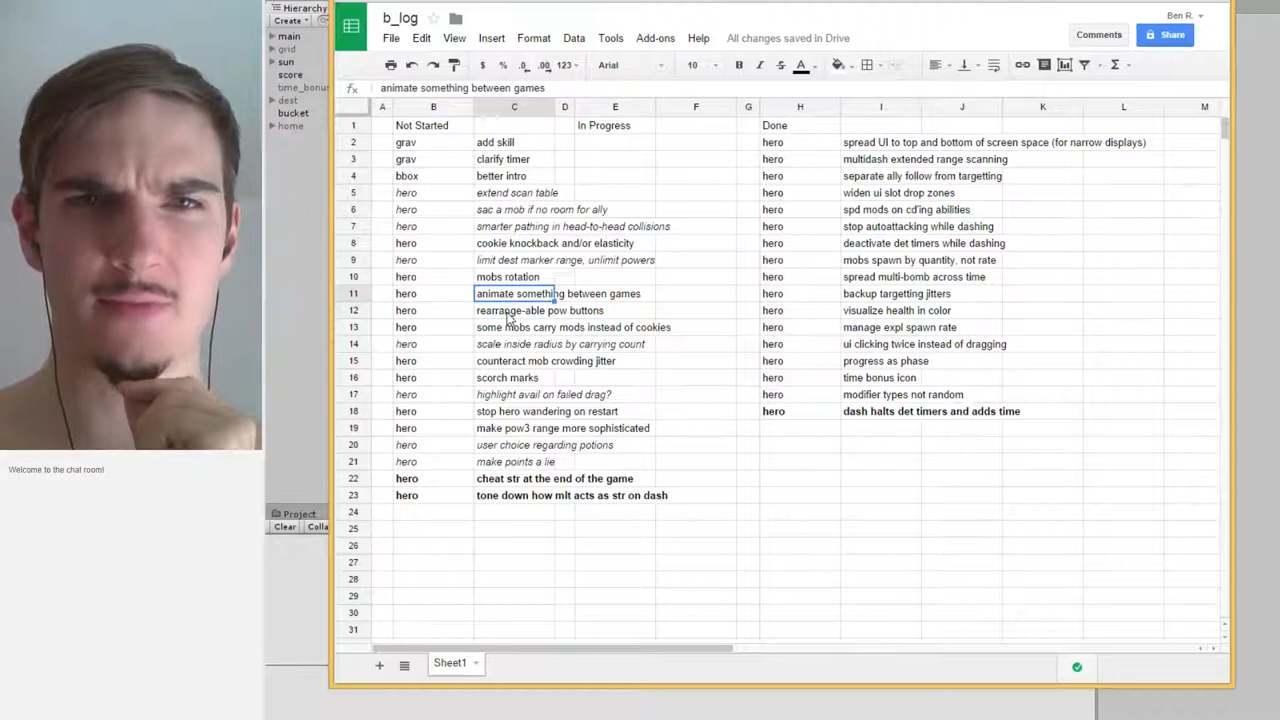 Hierarchy
Create
main
grid
sun
score
time_bonus
dest
bucket
home
Welcome to the chat room!
Project
Clear Colla
b_log
Ben R.
File Edit View Insert Format Data Tools Add-ons Help All changes saved in Drive
Comments Share
$ % .0 .00 123 Arial 10 B I S A Σ
fx animate something between games
A B C D E F G H I J K L M
1 Not Started In Progress Done
2 grav add skill hero spread UI to top and bottom of screen space (for narrow displays)
3 grav clarify timer hero multidash extended range scanning
4 bbox better intro hero separate ally follow from targetting
5 hero extend scan table hero widen ui slot drop zones
6 hero sac a mob if no room for ally hero spd mods on cd'ing abilities
7 hero smarter pathing in head-to-head collisions hero stop autoattacking while dashing
8 hero cookie knockback and/or elasticity hero deactivate det timers while dashing
9 hero limit dest marker range, unlimit powers hero mobs spawn by quantity, not rate
10 hero mobs rotation hero spread multi-bomb across time
11 hero animate something between games hero backup targetting jitters
12 hero rearrange-able pow buttons hero visualize health in color
13 hero some mobs carry mods instead of cookies hero manage expl spawn rate
14 hero scale inside radius by carrying count hero ui clicking twice instead of dragging
15 hero counteract mob crowding jitter hero progress as phase
16 hero scorch marks hero time bonus icon
17 hero highlight avail on failed drag? hero modifier types not random
18 hero stop hero wandering on restart hero dash halts det timers and adds time
19 hero make pow3 range more sophisticated
20 hero user choice regarding potions
21 hero make points a lie
22 hero cheat str at the end of the game
23 hero tone down how mlt acts as str on dash
24
25
26
27
28
29
30
31
+ Sheet1